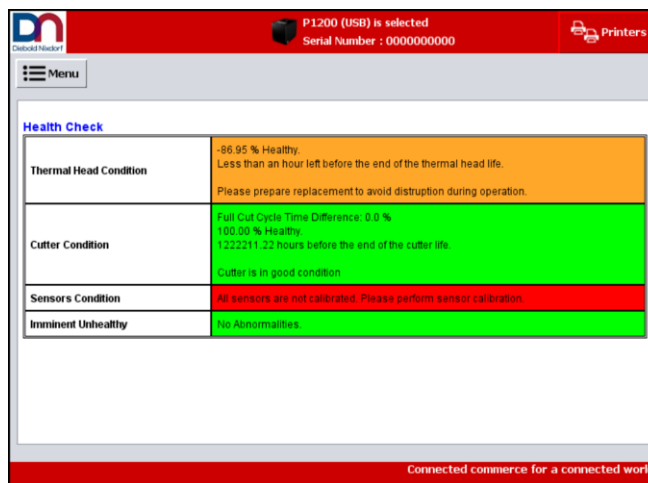 DN
Diebold Nixdorf
P1200 (USB) is selected
Serial Number : 0000000000
Printers
Menu
Health Check
Thermal Head Condition
-86.95 % Healthy.
Less than an hour left before the end of the thermal head life.
Please prepare replacement to avoid distruption during operation.
Cutter Condition
Full Cut Cycle Time Difference: 0.0 %
100.00 % Healthy.
1222211.22 hours before the end of the cutter life.
Cutter is in good condition
Sensors Condition
All sensors are not calibrated. Please perform sensor calibration.
Imminent Unhealthy
No Abnormalities.
Connected commerce for a connected worl